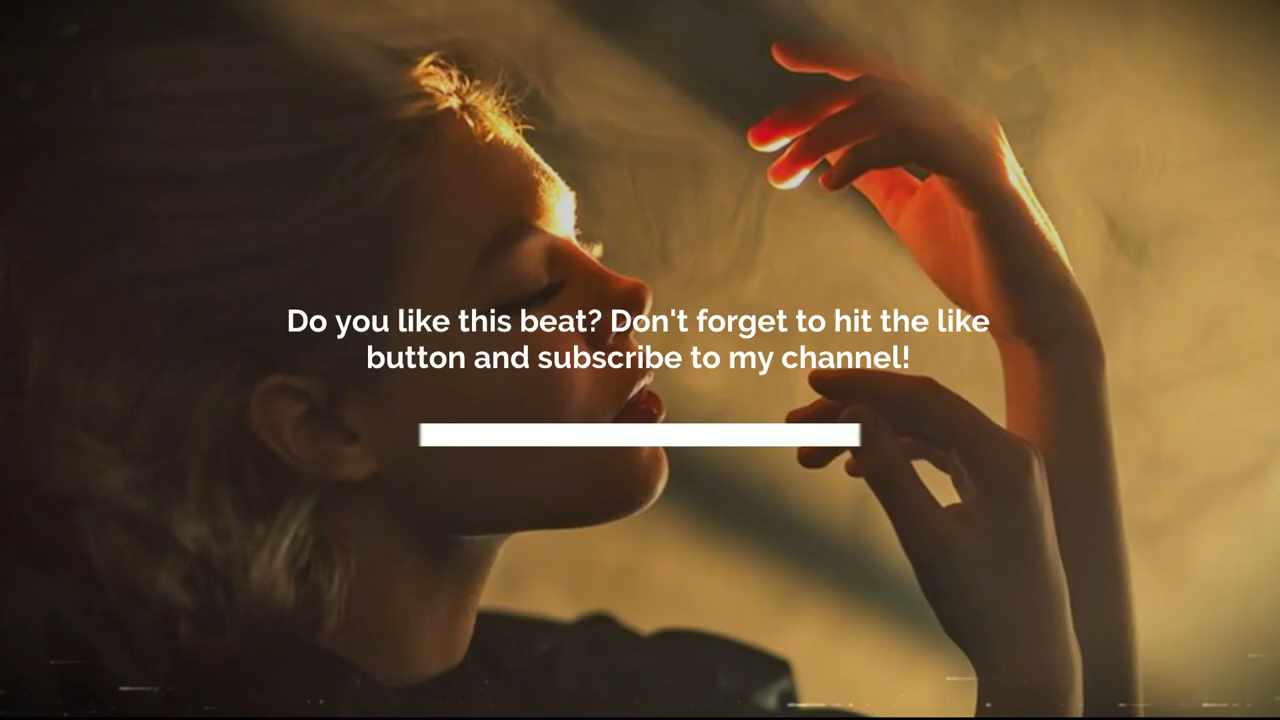 Do you like this beat? Don't forget to hit the like
button and subscribe to my channel!